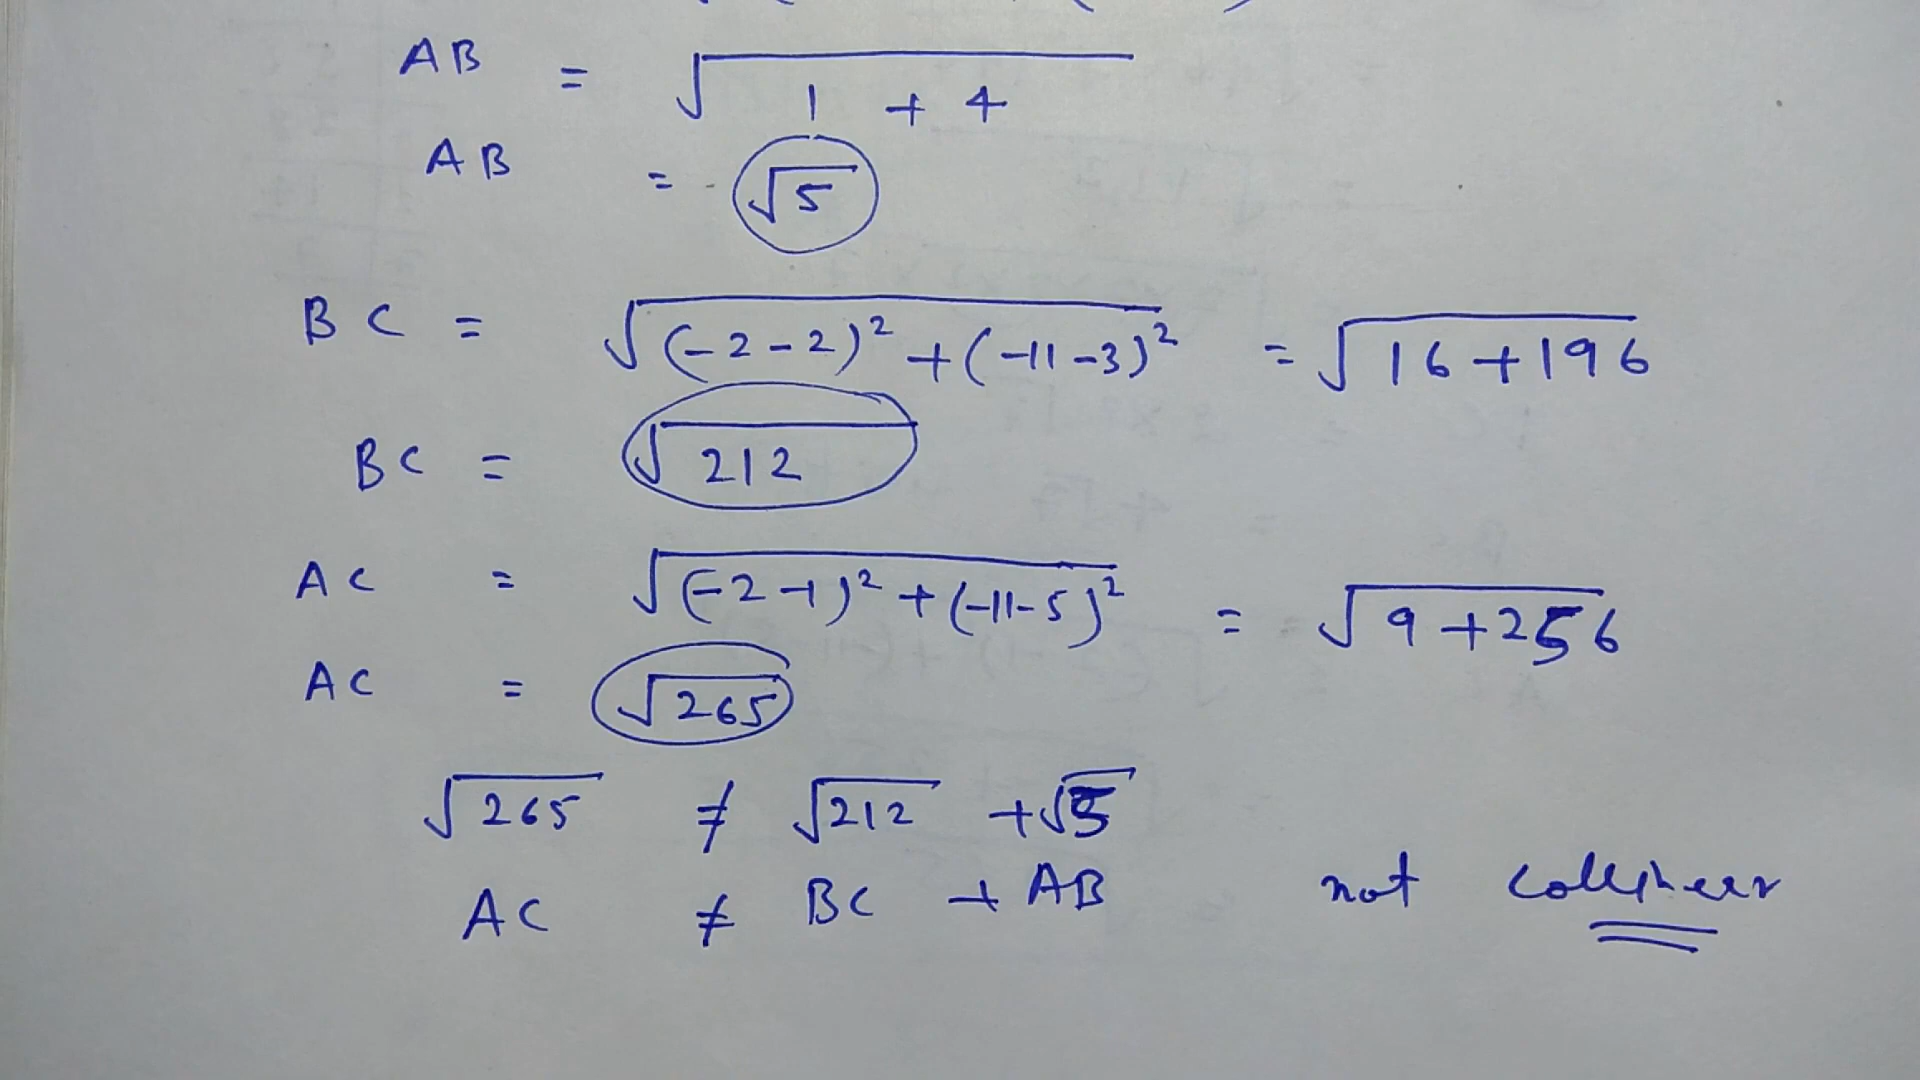 AB = √1 + 4
AB = √5
BC = √(-2-2)² + (-11-3)² = √16+196
BC = √212
AC = √(-2-1)² + (-11-5)² = √9+256
AC = √265
√265 ≠ √212 + √5
AC ≠ BC + AB not collinear